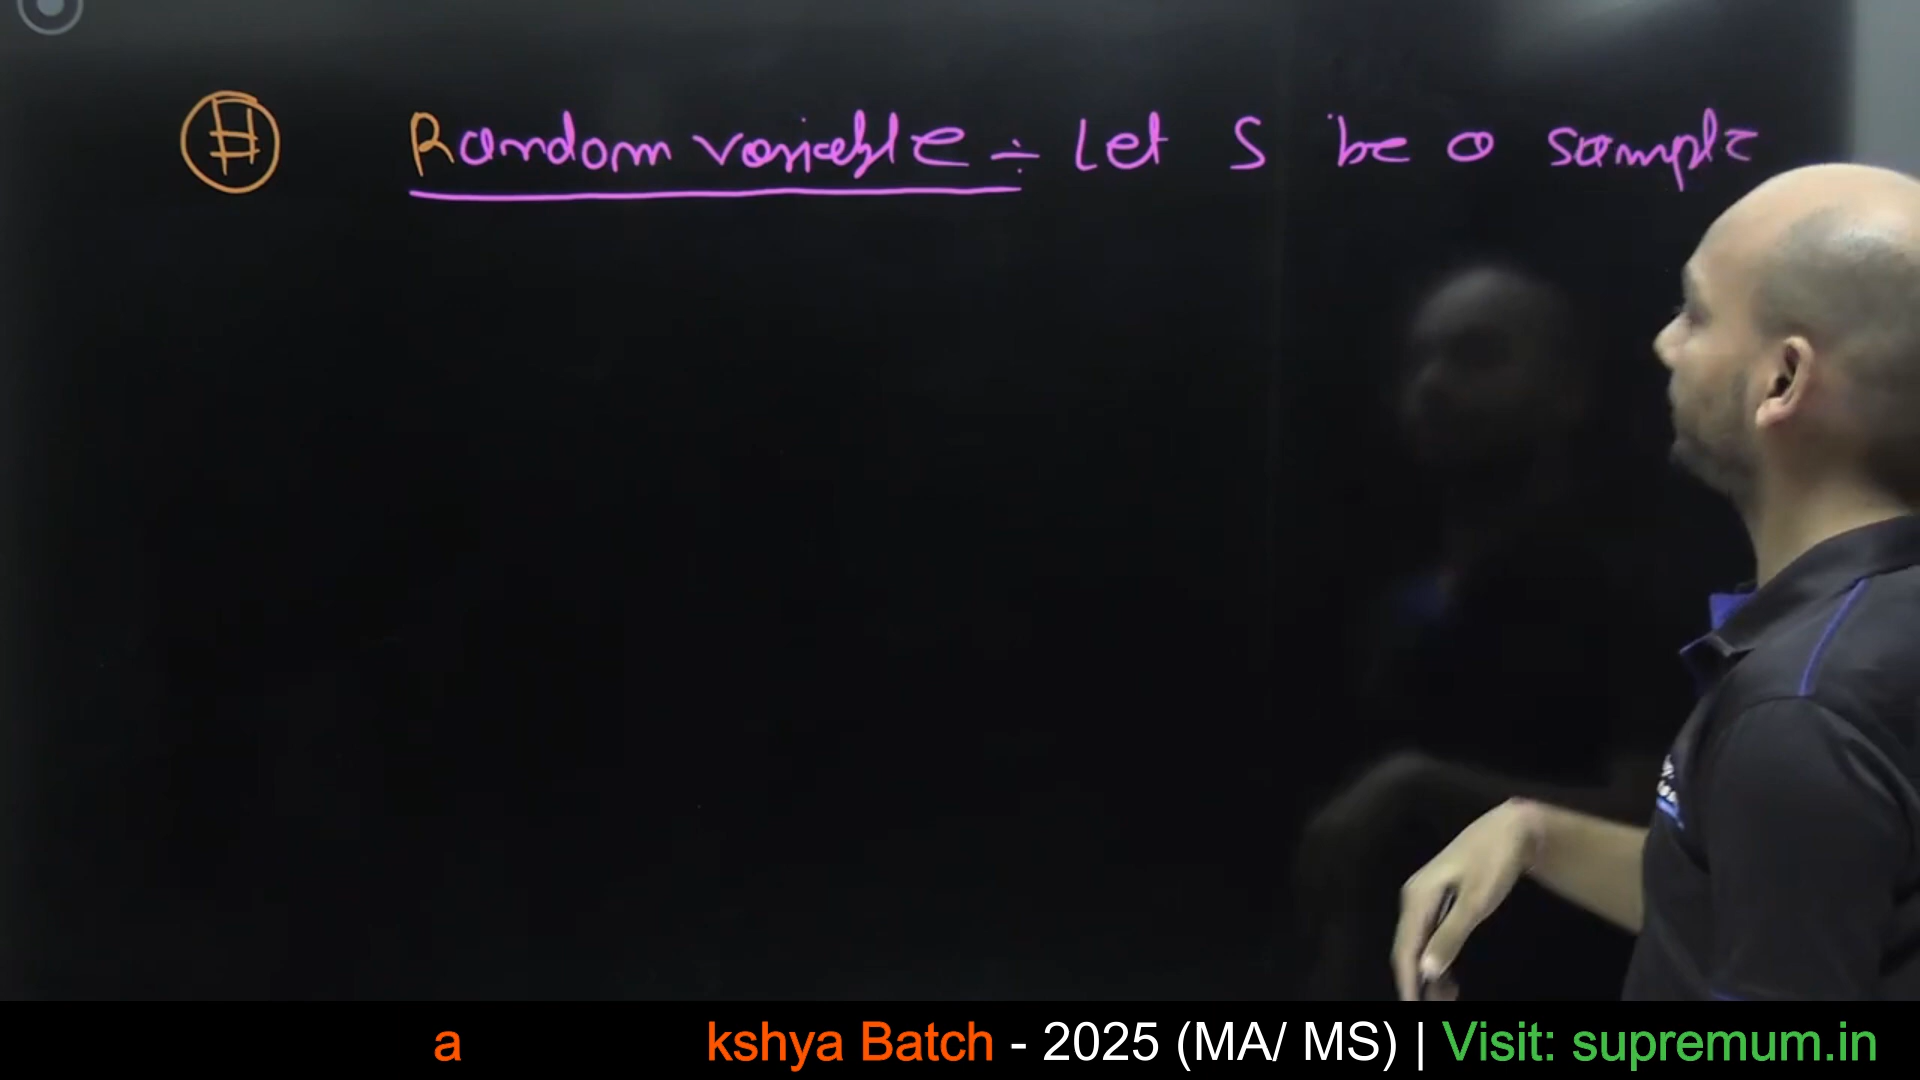 # Random variable ÷ Let S be a sample
a kshya Batch - 2025 (MA/ MS) | Visit: supremum.in